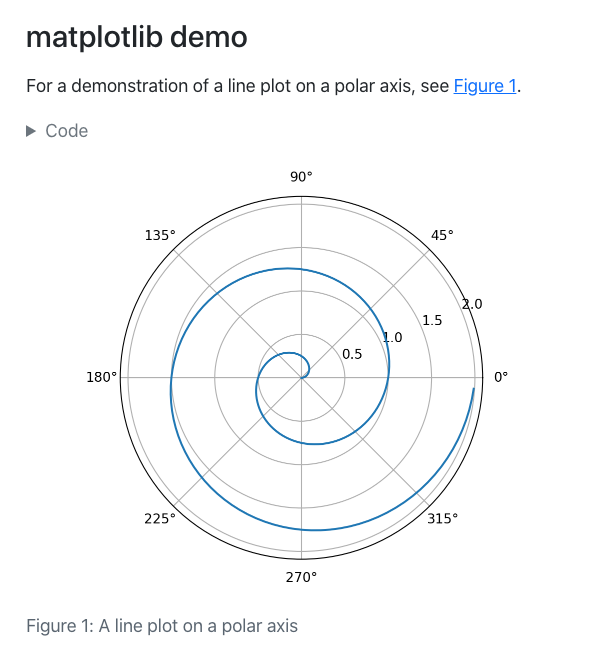 matplotlib demo
For a demonstration of a line plot on a polar axis, see Figure 1.
Code
90°
135° 45°
2.0
1.5
1.0
0.5
180° 0°
225° 315°
270°
Figure 1: A line plot on a polar axis